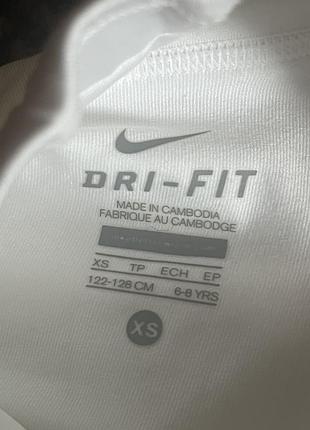 DRI-FIT
MADE IN CAMBODIA
FABRIQUE AU CAMBODGE
XS TP ECH EP
122-128 CM 6-8 YRS
XS